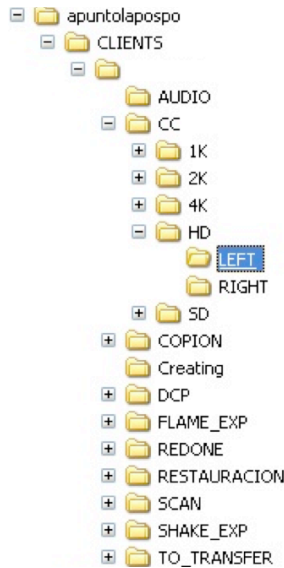 apuntolapospo
CLIENTS
AUDIO
CC
1K
2K
4K
HD
LEFT
RIGHT
SD
COPION
Creating
DCP
FLAME_EXP
REDONE
RESTAURACION
SCAN
SHAKE_EXP
TO_TRANSFER